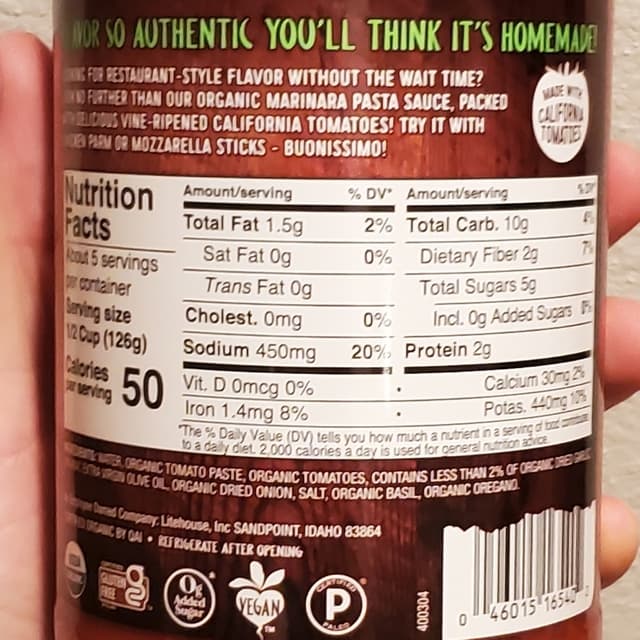 SO AUTHENTIC YOU'LL THINK IT'S HOMEMADE!
FOR RESTAURANT-STYLE FLAVOR WITHOUT THE WAIT TIME?
NO FURTHER THAN OUR ORGANIC MARINARA PASTA SAUCE, PACKED
DELICIOUS VINE-RIPENED CALIFORNIA TOMATOES! TRY IT WITH
PARM OR MOZZARELLA STICKS - BUONISSIMO!
MADE WITH
CALIFORNIA
TOMATOES
Nutrition
Facts
About 5 servings
per container
Serving size
1/2 Cup (126g)
Calories
per serving 50
Amount/serving % DV*
Total Fat 1.5g 2%
Sat Fat 0g 0%
Trans Fat 0g
Cholest. 0mg 0%
Sodium 450mg 20%
Amount/serving % DV*
Total Carb. 10g 4%
Dietary Fiber 2g 7%
Total Sugars 5g
Incl. 0g Added Sugars 0%
Protein 2g
Vit. D 0mcg 0% • Calcium 30mg 2%
Iron 1.4mg 8% • Potas. 440mg 10%
*The % Daily Value (DV) tells you how much a nutrient in a serving of food contributes
to a daily diet. 2,000 calories a day is used for general nutrition advice.
WATER, ORGANIC TOMATO PASTE, ORGANIC TOMATOES, CONTAINS LESS THAN 2% OF ORGANIC DRIED
EXTRA VIRGIN OLIVE OIL, ORGANIC DRIED ONION, SALT, ORGANIC BASIL, ORGANIC OREGANO.
Owned Company: Litehouse, Inc SANDPOINT, IDAHO 83864
ORGANIC BY QAI • REFRIGERATE AFTER OPENING
USDA
CERTIFIED
GLUTEN
FREE
0g
Added
Sugar
VEGAN
TM
CERTIFIED
P
PALEO
400304
0 46015 16540